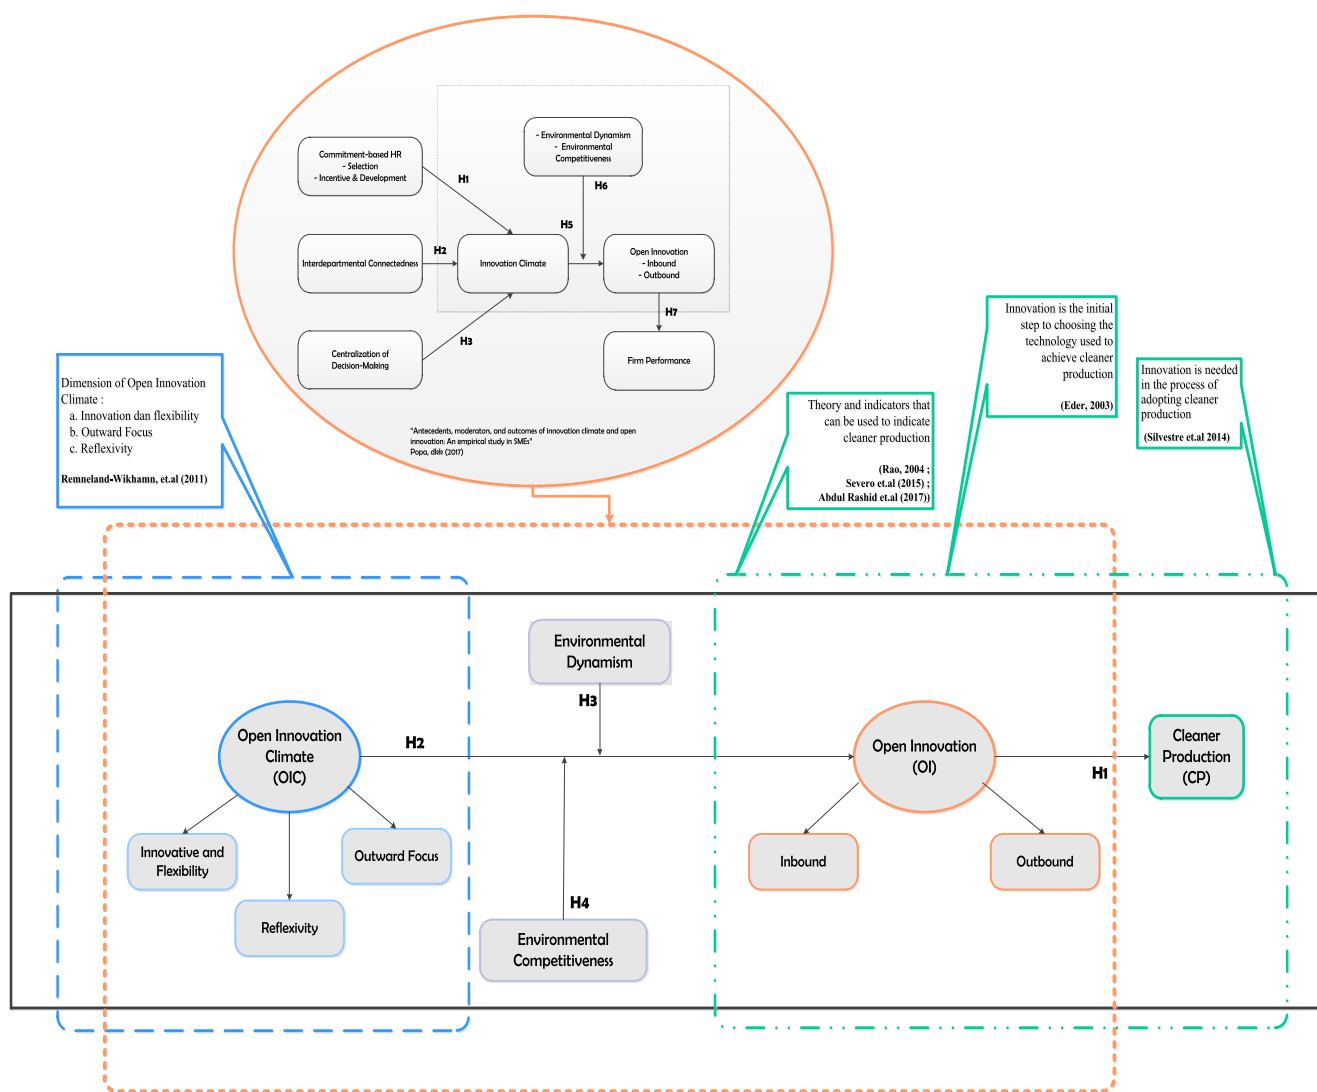 Commitment-based HR
- Selection
- Incentive & Development
- Environmental Dynamism
- Environmental
Competitiveness
H1
H6
H5
H2
Interdepartmental Connectedness
Innovation Climate
Open Innovation
- Inbound
- Outbound
H7
H3
Centralization of
Decision-Making
Firm Performance
"Antecedents, moderators, and outcomes of innovation climate and open
innovation: An empirical study in SMEs"
Popa, dkk (2017)
Dimension of Open Innovation
Climate :
a. Innovation dan flexibility
b. Outward Focus
c. Reflexivity
Remneland-Wikhamn, et.al (2011)
Theory and indicators that
can be used to indicate
cleaner production
(Rao, 2004 ;
Severo et.al (2015) ;
Abdul Rashid et.al (2017))
Innovation is the initial
step to choosing the
technology used to
achieve cleaner
production
(Eder, 2003)
Innovation is needed
in the process of
adopting cleaner
production
(Silvestre et.al 2014)
Environmental
Dynamism
H3
Open Innovation
Climate
(OIC)
H2
Open Innovation
(OI)
H1
Cleaner
Production
(CP)
Innovative and
Flexibility
Outward Focus
Reflexivity
H4
Environmental
Competitiveness
Inbound
Outbound